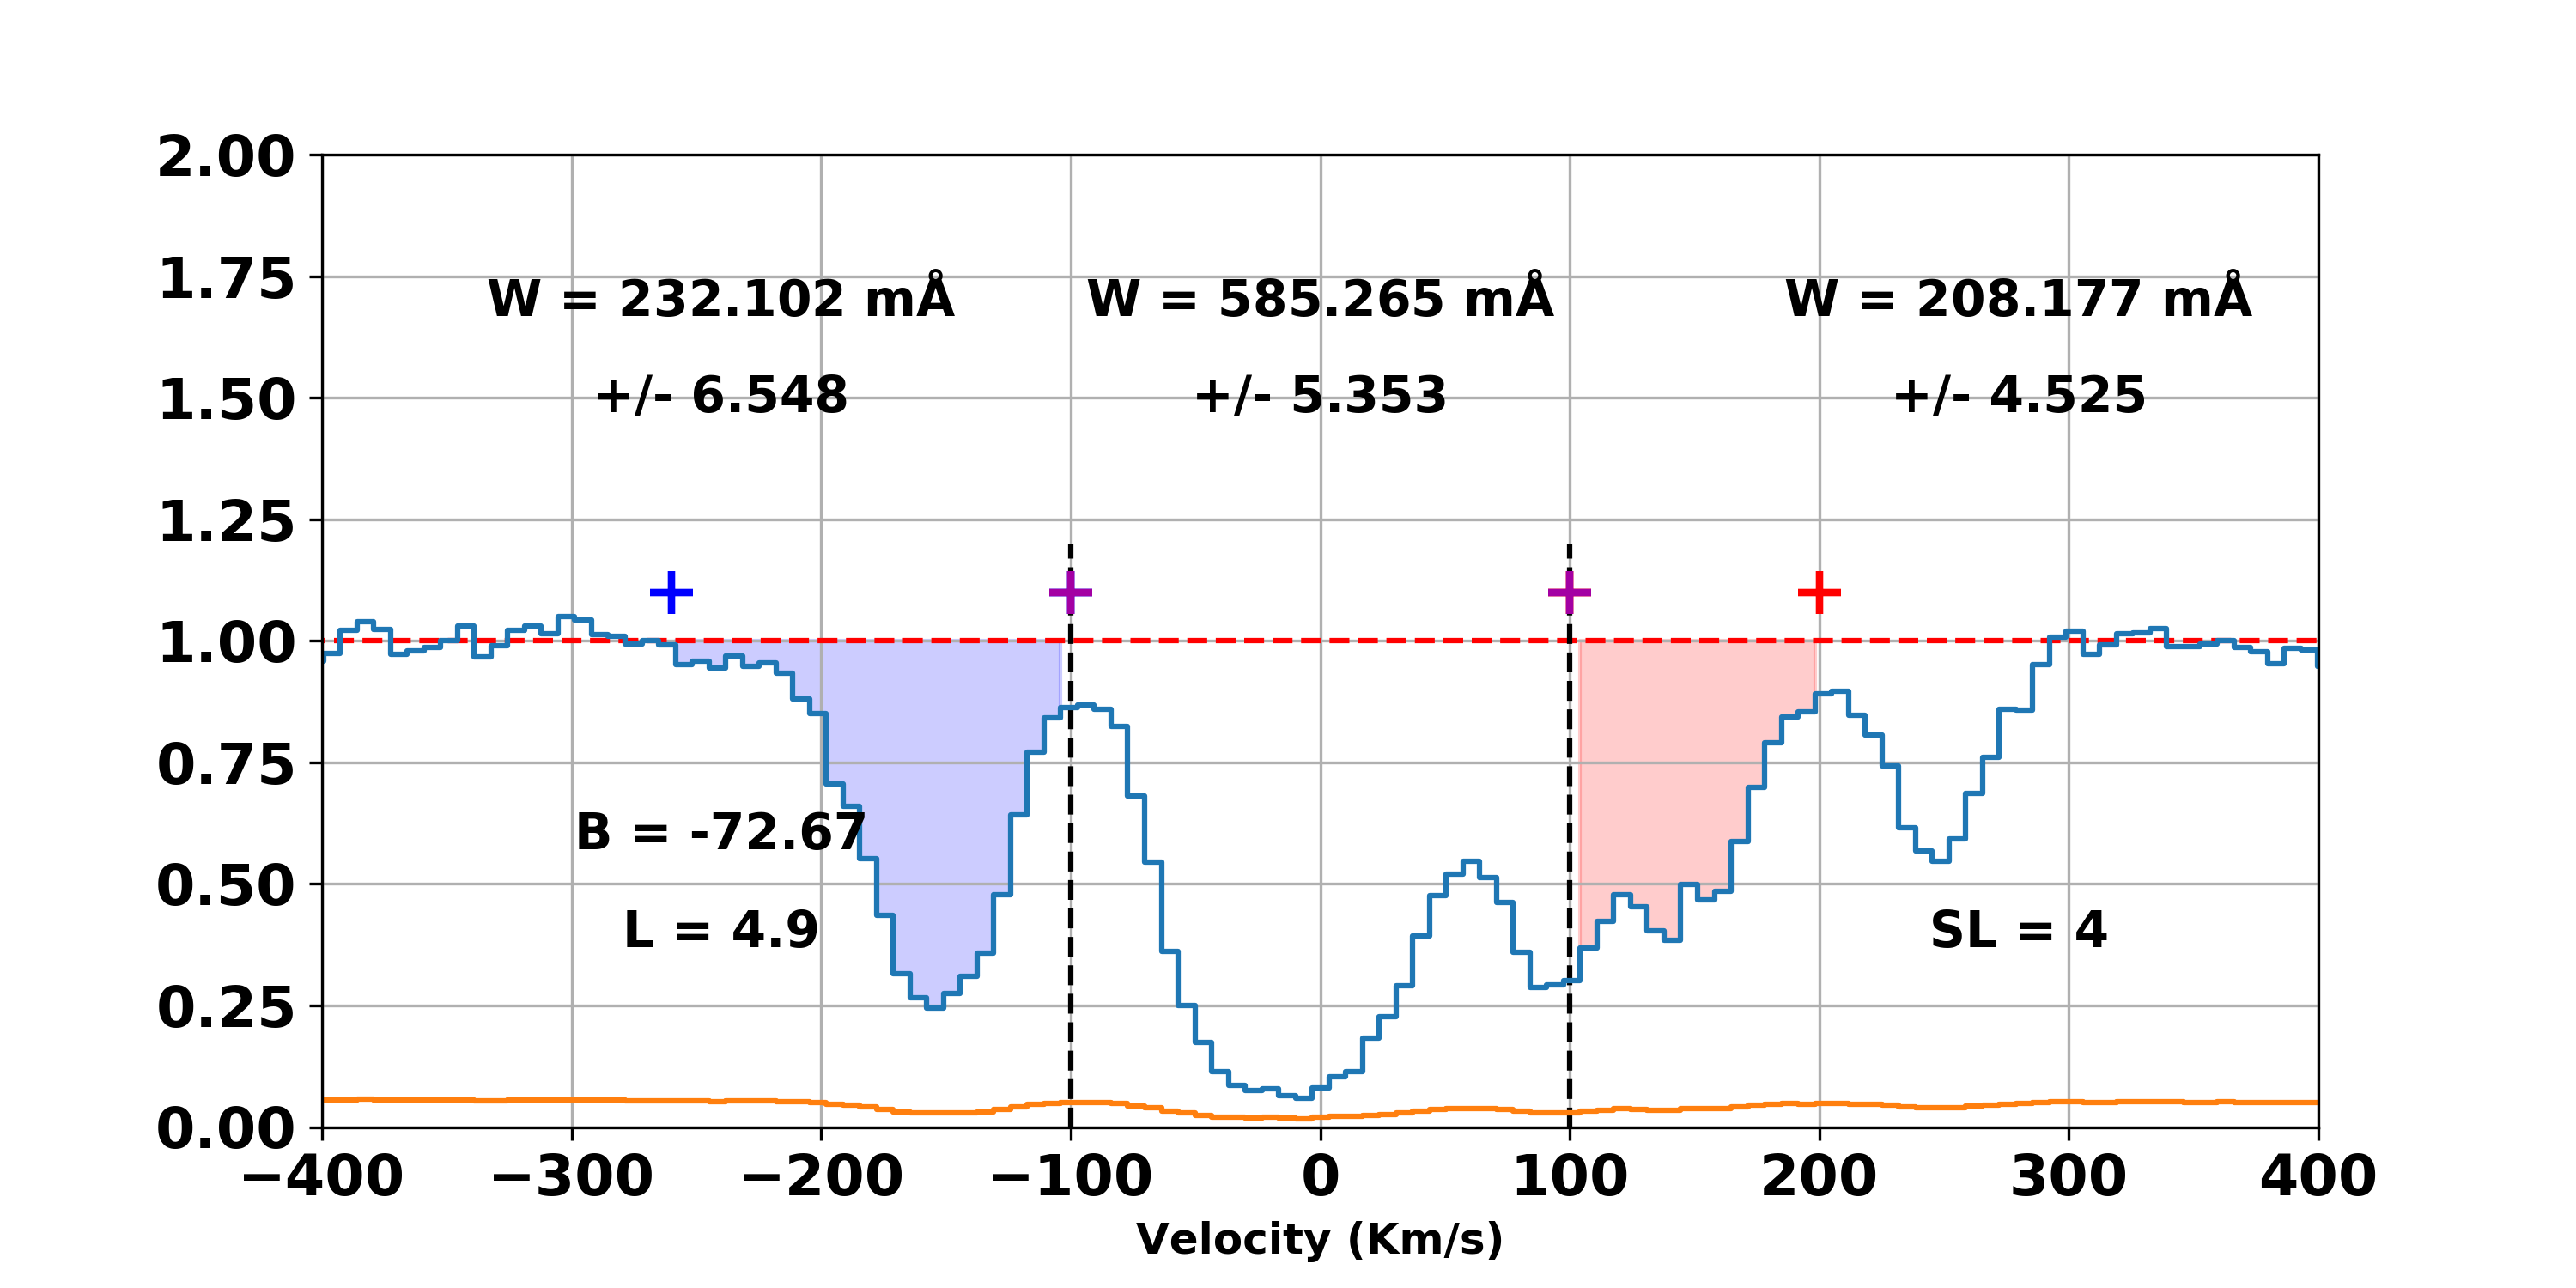 2.00
1.75
W = 232.102 mÅ W = 585.265 mÅ W = 208.177 mÅ
1.50
+/- 6.548 +/- 5.353 +/- 4.525
1.25
1.00
0.75
B = -72.67
0.50
L = 4.9 SL = 4
0.25
0.00
−400 −300 −200 −100 0 100 200 300 400
Velocity (Km/s)